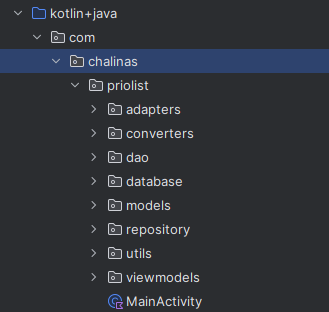 kotlin+java
com
chalinas
priolist
adapters
converters
dao
database
models
repository
utils
viewmodels
MainActivity